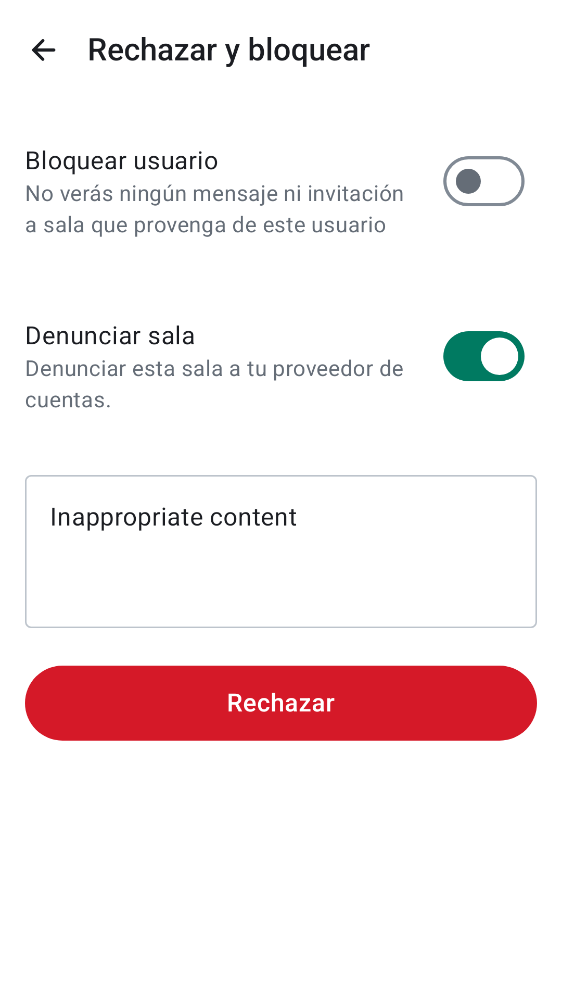 Rechazar y bloquear
Bloquear usuario
No verás ningún mensaje ni invitación
a sala que provenga de este usuario
Denunciar sala
Denunciar esta sala a tu proveedor de
cuentas.
Inappropriate content
Rechazar